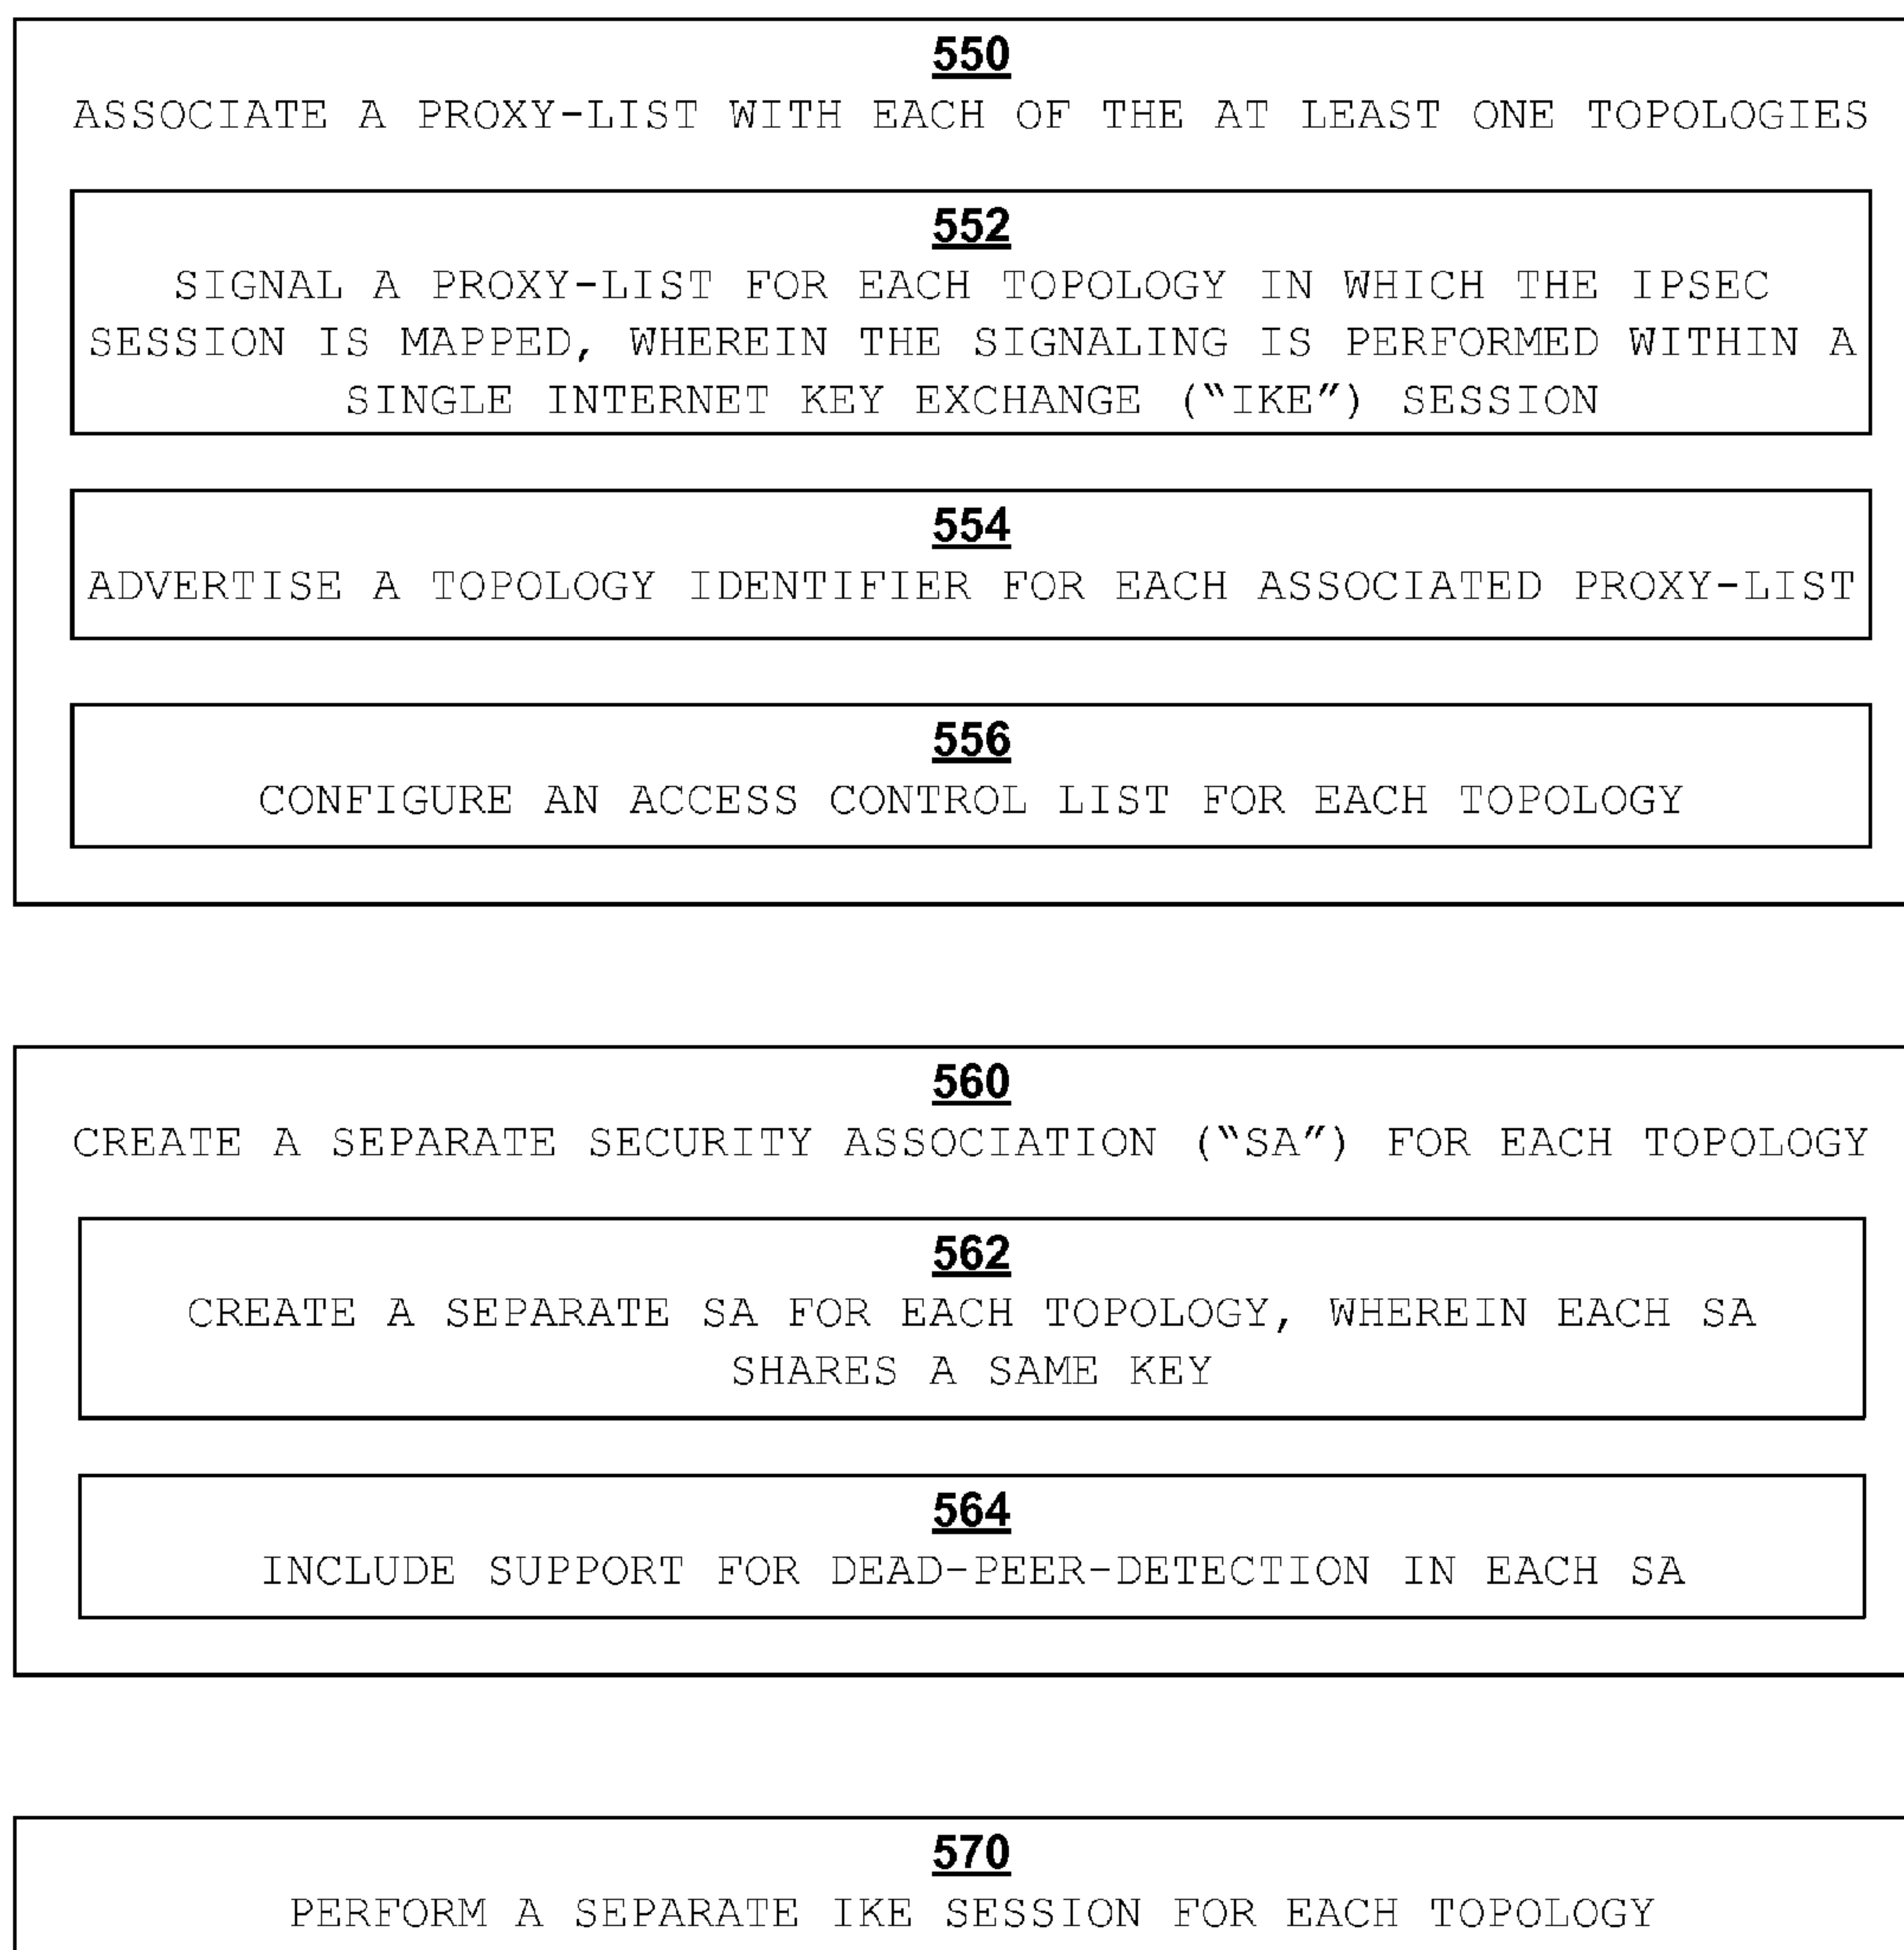 550
ASSOCIATE A PROXY-LIST WITH EACH OF THE AT LEAST ONE TOPOLOGIES
552
SIGNAL A PROXY-LIST FOR EACH TOPOLOGY IN WHICH THE IPSEC
SESSION IS MAPPED, WHEREIN THE SIGNALING IS PERFORMED WITHIN A
SINGLE INTERNET KEY EXCHANGE (“IKE”) SESSION
554
ADVERTISE A TOPOLOGY IDENTIFIER FOR EACH ASSOCIATED PROXY-LIST
556
CONFIGURE AN ACCESS CONTROL LIST FOR EACH TOPOLOGY
560
CREATE A SEPARATE SECURITY ASSOCIATION (“SA”) FOR EACH TOPOLOGY
562
CREATE A SEPARATE SA FOR EACH TOPOLOGY, WHEREIN EACH SA
SHARES A SAME KEY
564
INCLUDE SUPPORT FOR DEAD-PEER-DETECTION IN EACH SA
570
PERFORM A SEPARATE IKE SESSION FOR EACH TOPOLOGY